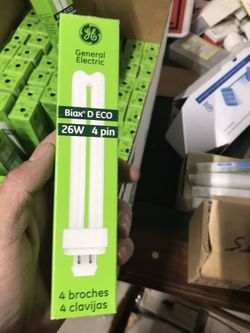 GE
General
Electric
Biax® D ECO
26W 4 pin
4 broches
4 clavijas